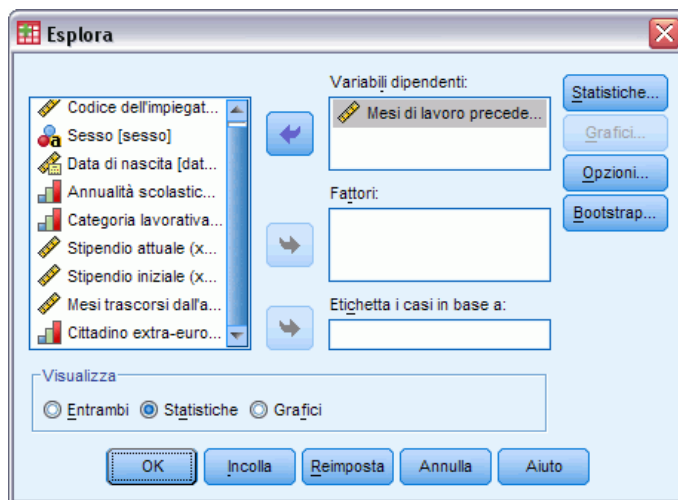 Esplora
Codice dell'impiegat...
Sesso [sesso]
Data di nascita [dat...
Annualità scolastic...
Categoria lavorativa...
Stipendio attuale (x...
Stipendio iniziale (x...
Mesi trascorsi dall'a...
Cittadino extra-euro...
Variabili dipendenti:
Mesi di lavoro precede...
Fattori:
Etichetta i casi in base a:
Statistiche...
Grafici...
Opzioni...
Bootstrap...
Visualizza
Entrambi Statistiche Grafici
OK Incolla Reimposta Annulla Aiuto